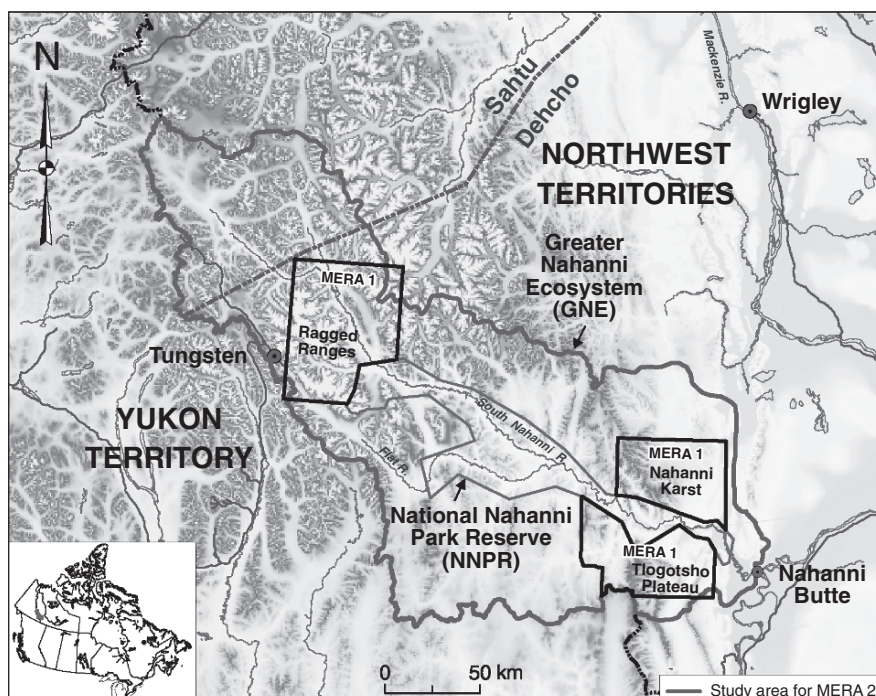 N
Mackenzie R.
Wrigley
Sahtu
Dehcho
NORTHWEST
TERRITORIES
Greater
Nahanni
Ecosystem
(GNE)
MERA 1
Ragged
Ranges
Tungsten
YUKON
TERRITORY
South Nahanni R.
Flat R.
MERA 1
Nahanni
Karst
National Nahanni
Park Reserve
(NNPR)
MERA 1
Tlogotsho
Plateau
Nahanni
Butte
0 50 km
Study area for MERA 2